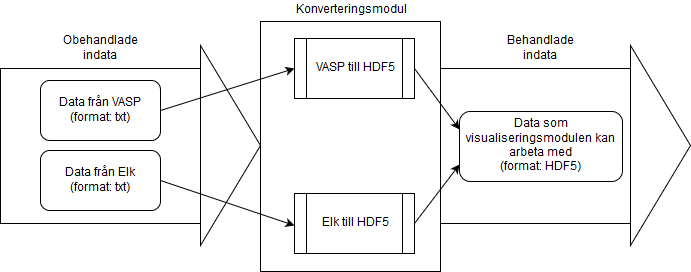 Konverteringsmodul
Obehandlade
indata
Behandlade
indata
VASP till HDF5
Data från VASP
(format: txt)
Data från Elk
(format: txt)
Elk till HDF5
Data som
visualiseringsmodulen kan
arbeta med
(format: HDF5)